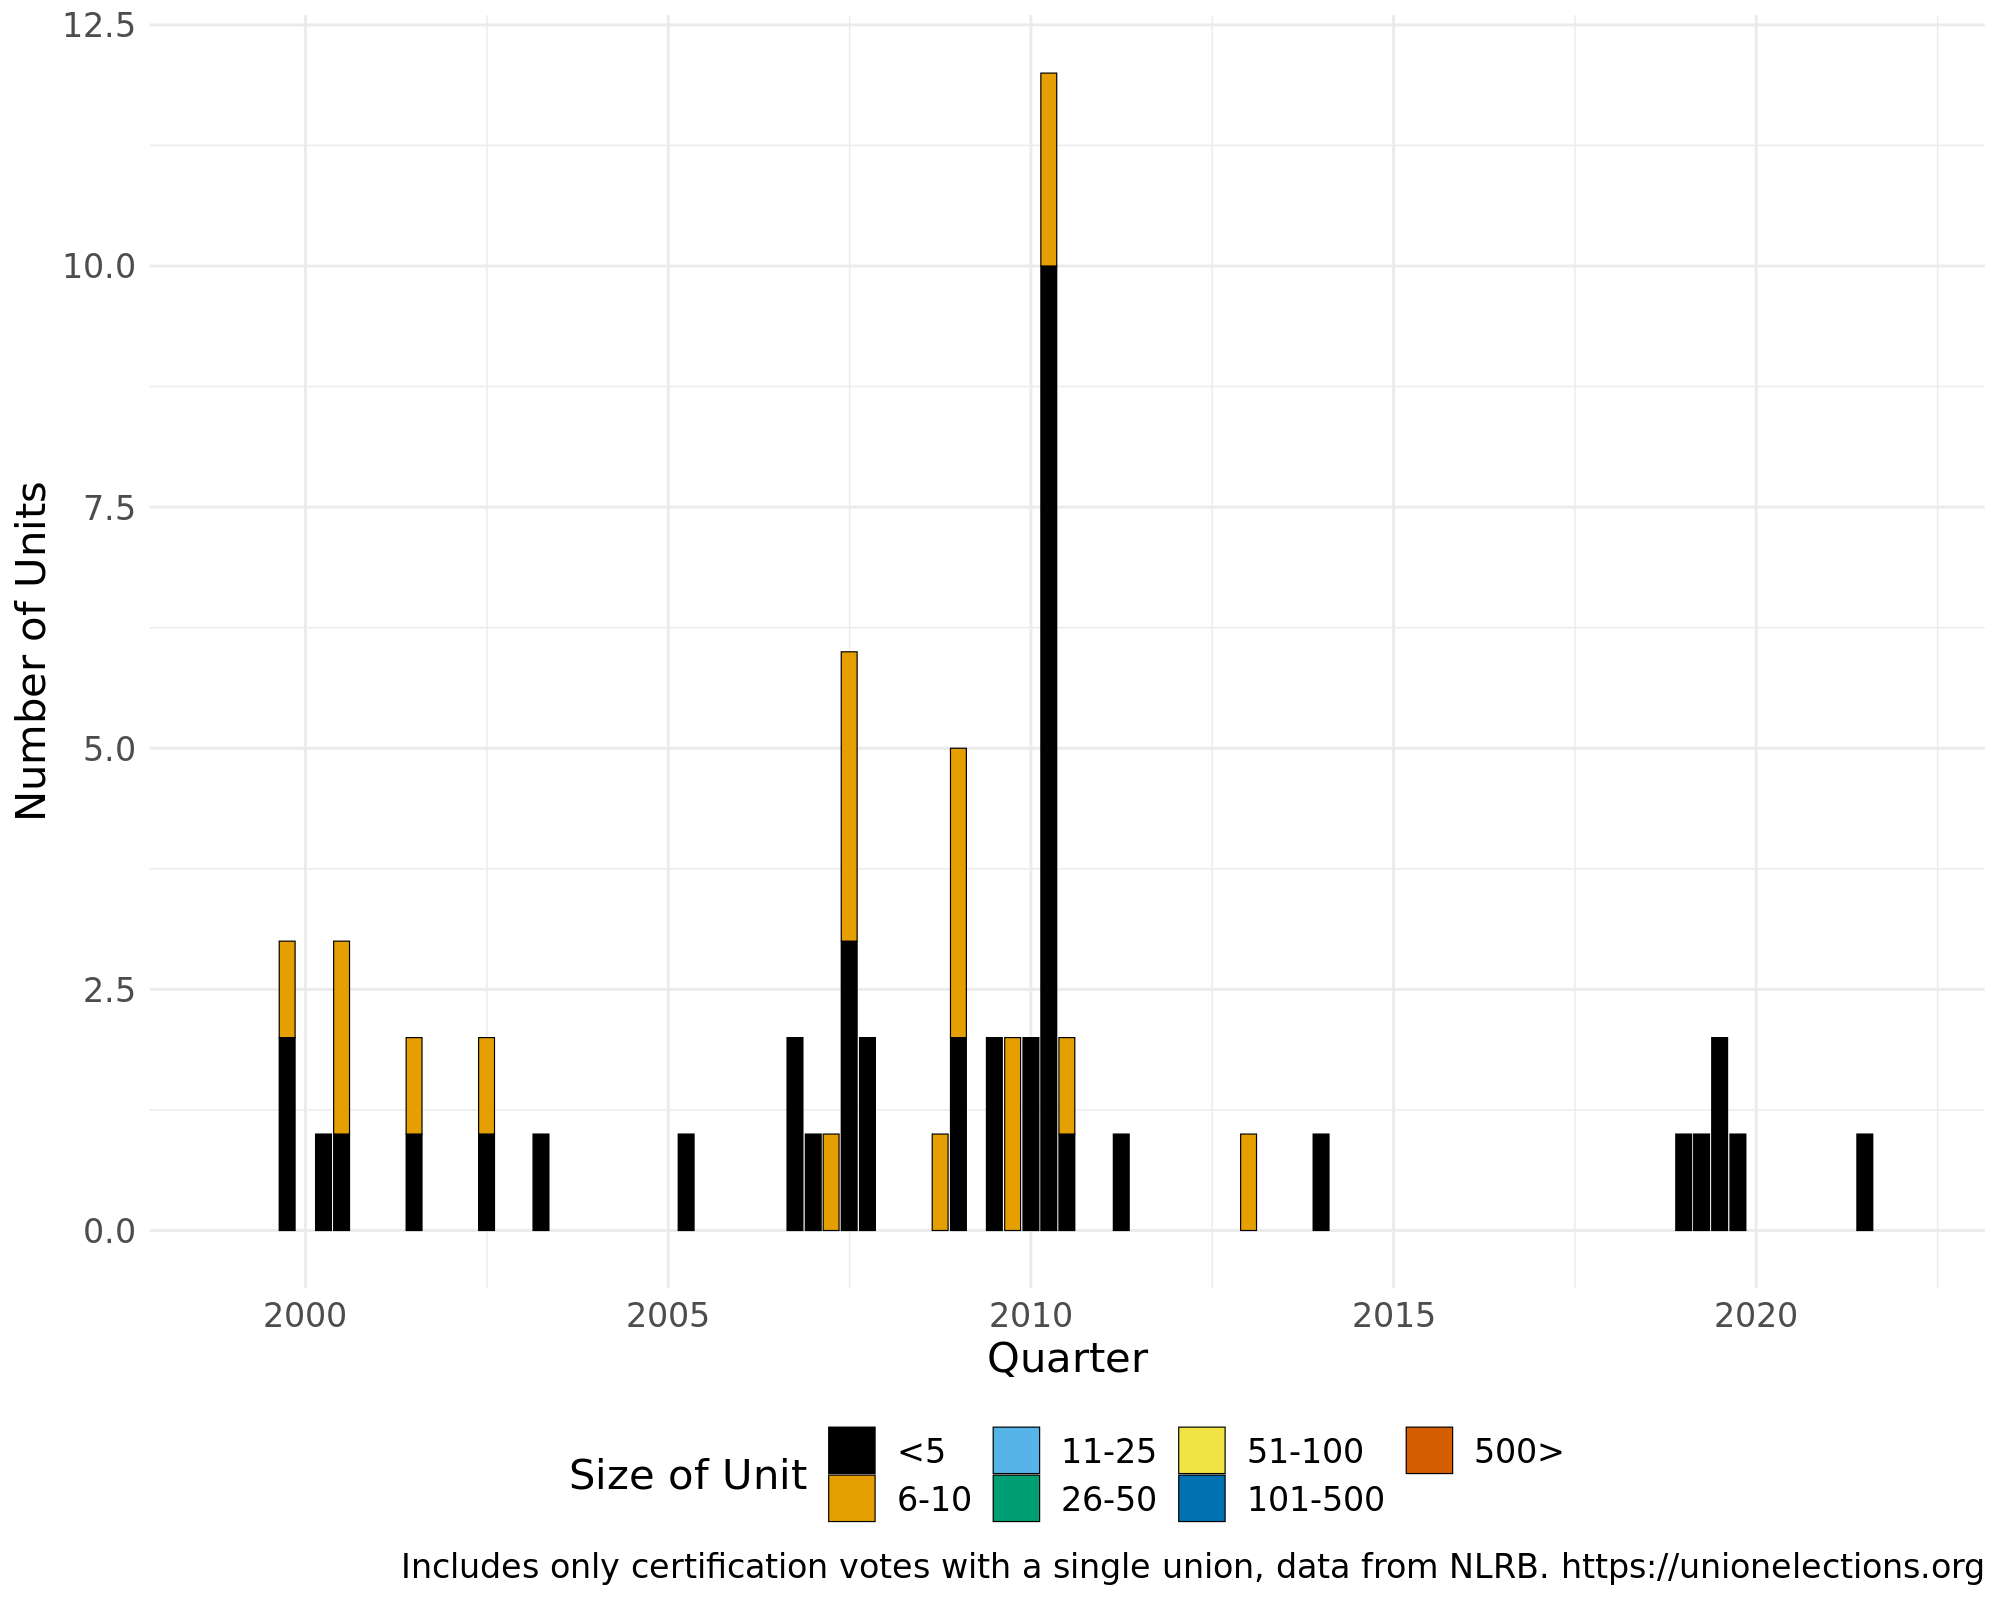 12.5
10.0
7.5
5.0
2.5
0.0
Number of Units
2000 2005 2010 2015 2020
Quarter
Size of Unit
<5 11-25 51-100 500>
6-10 26-50 101-500
Includes only certification votes with a single union, data from NLRB. https://unionelections.org